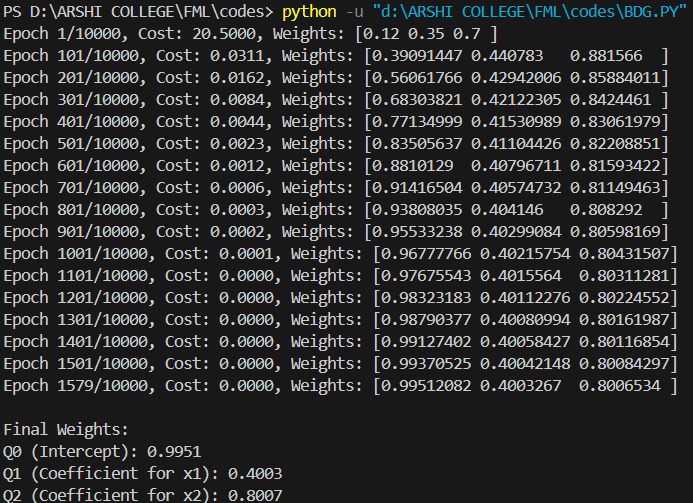 PS D:\ARSHI COLLEGE\FML\codes> python -u "d:\ARSHI COLLEGE\FML\codes\BDG.PY"
Epoch 1/10000, Cost: 20.5000, Weights: [0.12 0.35 0.7 ]
Epoch 101/10000, Cost: 0.0311, Weights: [0.39091447 0.440783   0.881566  ]
Epoch 201/10000, Cost: 0.0162, Weights: [0.56061766 0.42942006 0.85884011]
Epoch 301/10000, Cost: 0.0084, Weights: [0.68303821 0.42122305 0.8424461 ]
Epoch 401/10000, Cost: 0.0044, Weights: [0.77134999 0.41530989 0.83061979]
Epoch 501/10000, Cost: 0.0023, Weights: [0.83505637 0.41104426 0.82208851]
Epoch 601/10000, Cost: 0.0012, Weights: [0.8810129  0.40796711 0.81593422]
Epoch 701/10000, Cost: 0.0006, Weights: [0.91416504 0.40574732 0.81149463]
Epoch 801/10000, Cost: 0.0003, Weights: [0.93808035 0.404146   0.808292  ]
Epoch 901/10000, Cost: 0.0002, Weights: [0.95533238 0.40299084 0.80598169]
Epoch 1001/10000, Cost: 0.0001, Weights: [0.96777766 0.40215754 0.80431507]
Epoch 1101/10000, Cost: 0.0000, Weights: [0.97675543 0.4015564  0.80311281]
Epoch 1201/10000, Cost: 0.0000, Weights: [0.98323183 0.40112276 0.80224552]
Epoch 1301/10000, Cost: 0.0000, Weights: [0.98790377 0.40080994 0.80161987]
Epoch 1401/10000, Cost: 0.0000, Weights: [0.99127402 0.40058427 0.80116854]
Epoch 1501/10000, Cost: 0.0000, Weights: [0.99370525 0.40042148 0.80084297]
Epoch 1579/10000, Cost: 0.0000, Weights: [0.99512082 0.4003267  0.8006534 ]

Final Weights:
Q0 (Intercept): 0.9951
Q1 (Coefficient for x1): 0.4003
Q2 (Coefficient for x2): 0.8007